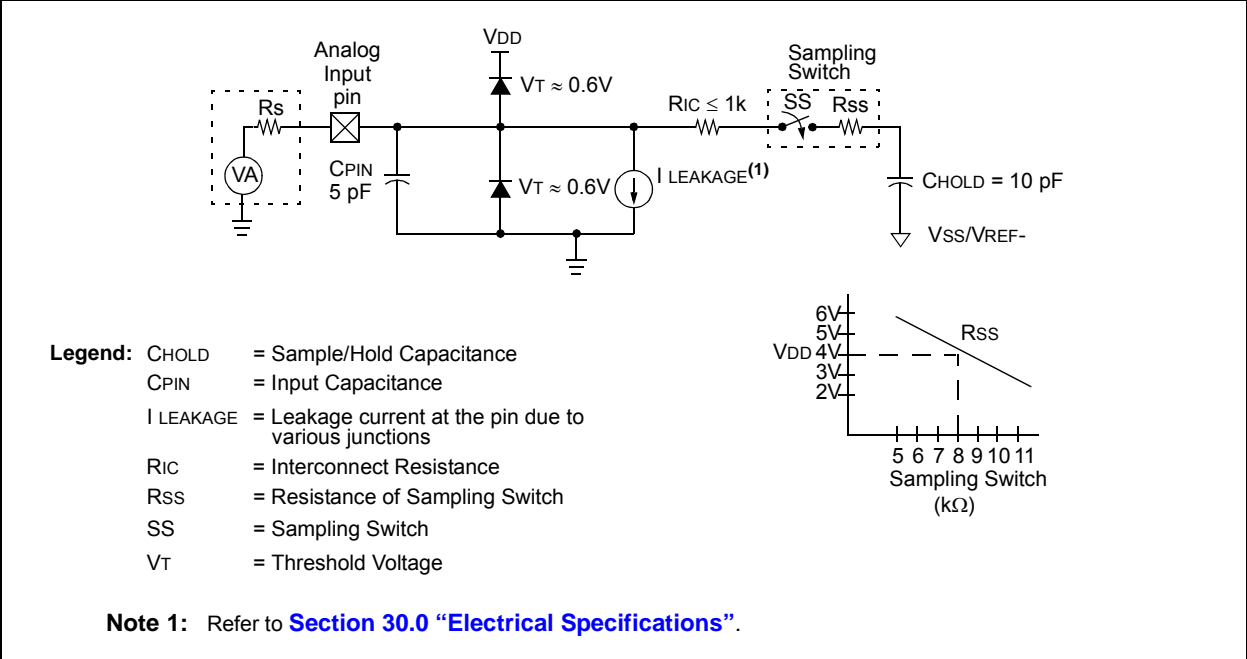 VDD
Analog
Input
pin
VT ≈ 0.6V
Sampling
Switch
Rs
RIC ≤ 1k
SS
Rss
VA
CPIN
5 pF
VT ≈ 0.6V
I LEAKAGE(1)
CHOLD = 10 pF
VSS/VREF-
6V
5V
VDD 4V
3V
2V
RSS
5 6 7 8 9 10 11
Sampling Switch
(kΩ)
Legend: CHOLD = Sample/Hold Capacitance
CPIN = Input Capacitance
I LEAKAGE = Leakage current at the pin due to
various junctions
RIC = Interconnect Resistance
RSS = Resistance of Sampling Switch
SS = Sampling Switch
VT = Threshold Voltage
Note 1: Refer to Section 30.0 “Electrical Specifications”.